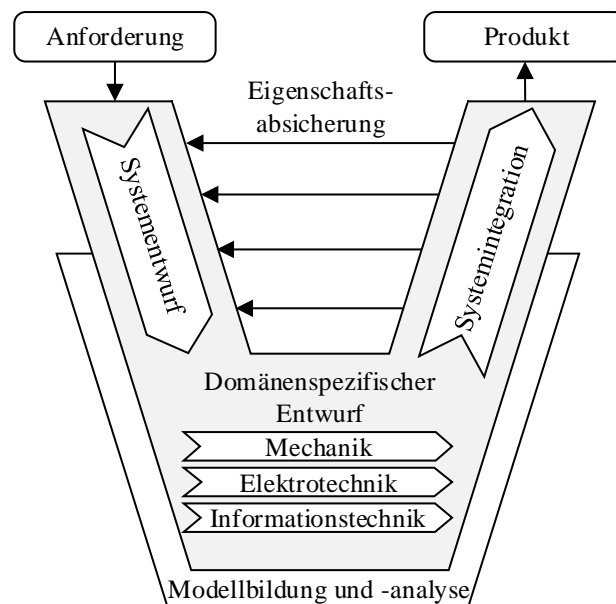 Anforderung
Produkt
Eigenschafts-
absicherung
Systementwurf
Systemintegration
Domänenspezifischer
Entwurf
Mechanik
Elektrotechnik
Informationstechnik
Modellbildung und -analyse